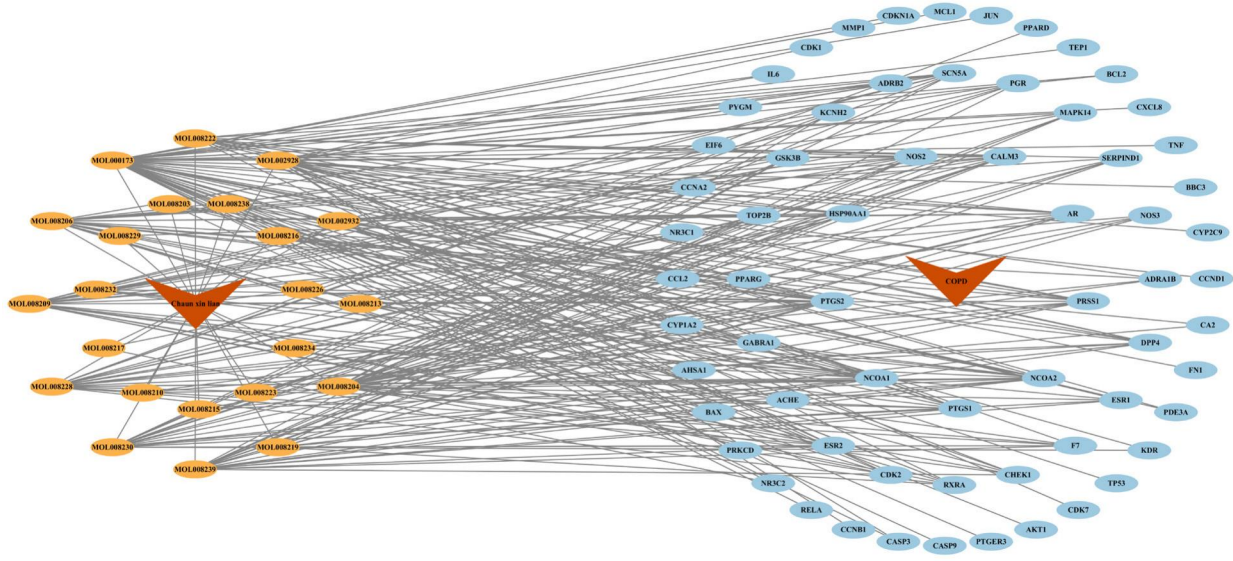 MCL1
CDKN1A
JUN
MMP1
PPARD
CDK1
TEP1
IL6
SCN5A
BCL2
ADRB2
PGR
PYGM
CXCL8
KCNH2
MAPK14
MOL008222
EIF6
TNF
MOL000173
MOL002928
GSK3B
NOS2
CALM3
SERPIND1
CCNA2
BBC3
MOL008203
MOL008238
MOL008206
MOL002932
TOP2B
HSP90AA1
AR
NOS3
MOL008229
MOL008216
NR3C1
CYP2C9
CCL2
PPARG
COPD
ADRA1B
CCND1
MOL008232
MOL008226
MOL008209
Chuan xin lian
MOL008213
PTGS2
PRSS1
CYP1A2
CA2
MOL008217
MOL008234
GABRA1
DPP4
AHSA1
FN1
MOL008228
MOL008204
NCOA1
NCOA2
MOL008210
MOL008223
ACHE
ESR1
MOL008215
BAX
PTGS1
PDE3A
MOL008230
MOL008219
ESR2
F7
PRKCD
KDR
MOL008239
CDK2
CHEK1
NR3C2
RXRA
TP53
RELA
CDK7
CCNB1
AKT1
CASP3
CASP9
PTGER3